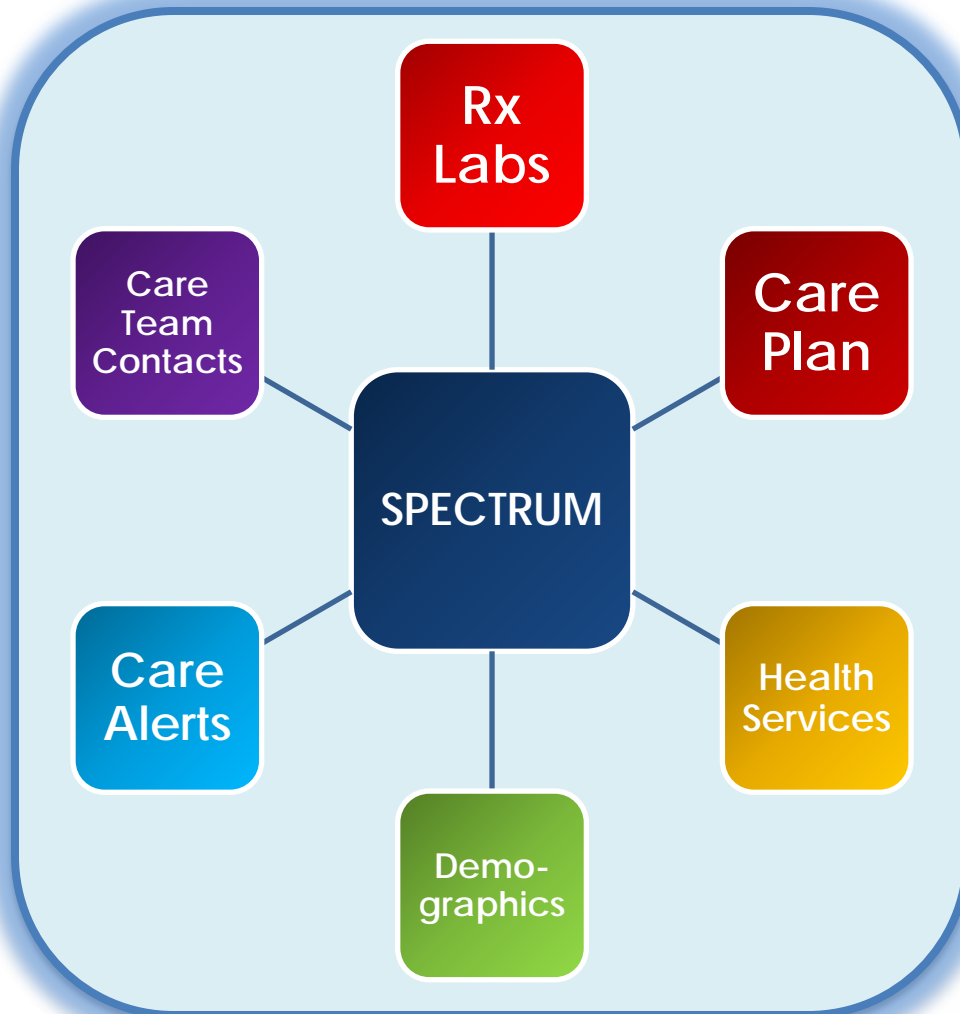 Rx
Labs
Care
Team
Contacts
Care
Plan
SPECTRUM
Care
Alerts
Health
Services
Demo-
graphics